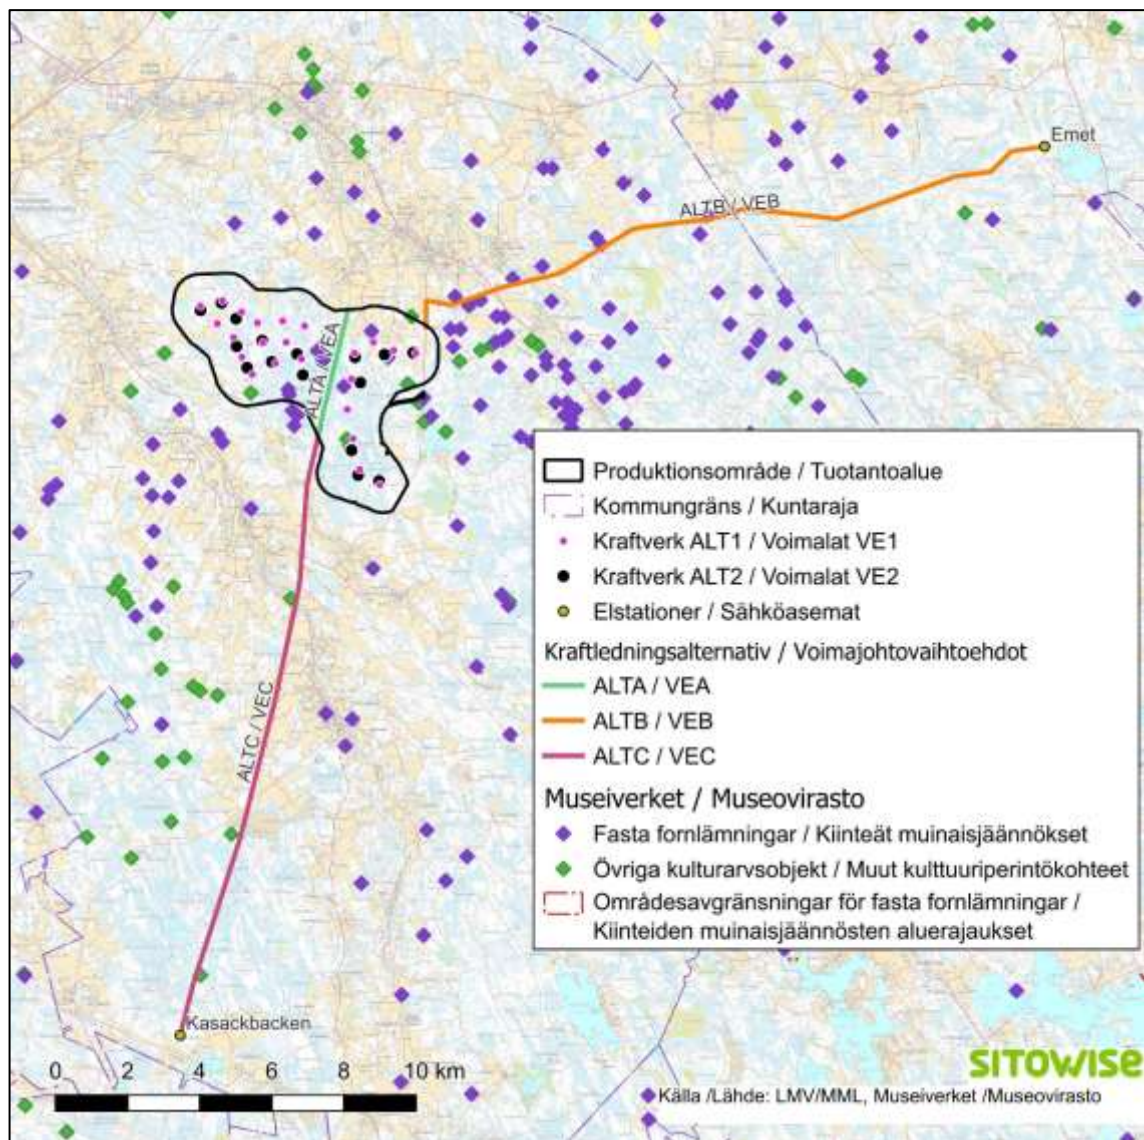 Emet
ALTB / VEB
ALTA / VEA
ALTC / VEC
Kasackbacken
Produktionsområde / Tuotantoalue
Kommungräns / Kuntaraja
Kraftverk ALT1 / Voimalat VE1
Kraftverk ALT2 / Voimalat VE2
Elstationer / Sähköasemat
Kraftledningsalternativ / Voimajohtovaihtoehdot
ALTA / VEA
ALTB / VEB
ALTC / VEC
Museiverket / Museovirasto
Fasta fornlämningar / Kiinteät muinaisjäännökset
Övriga kulturarvsobjekt / Muut kulttuuriperintökohteet
Områdesavgränsningar för fasta fornlämningar /
Kiinteiden muinaisjäännösten aluerajaukset
0 2 4 6 8 10 km
SITOWISE
Källa /Lähde: LMV/MML, Museiverket /Museovirasto